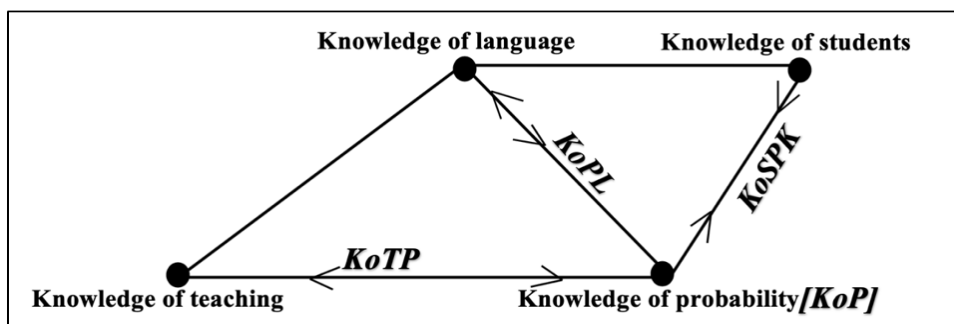 Knowledge of language
Knowledge of students
KoPL
KoSPK
KoTP
Knowledge of teaching
Knowledge of probability[KoP]